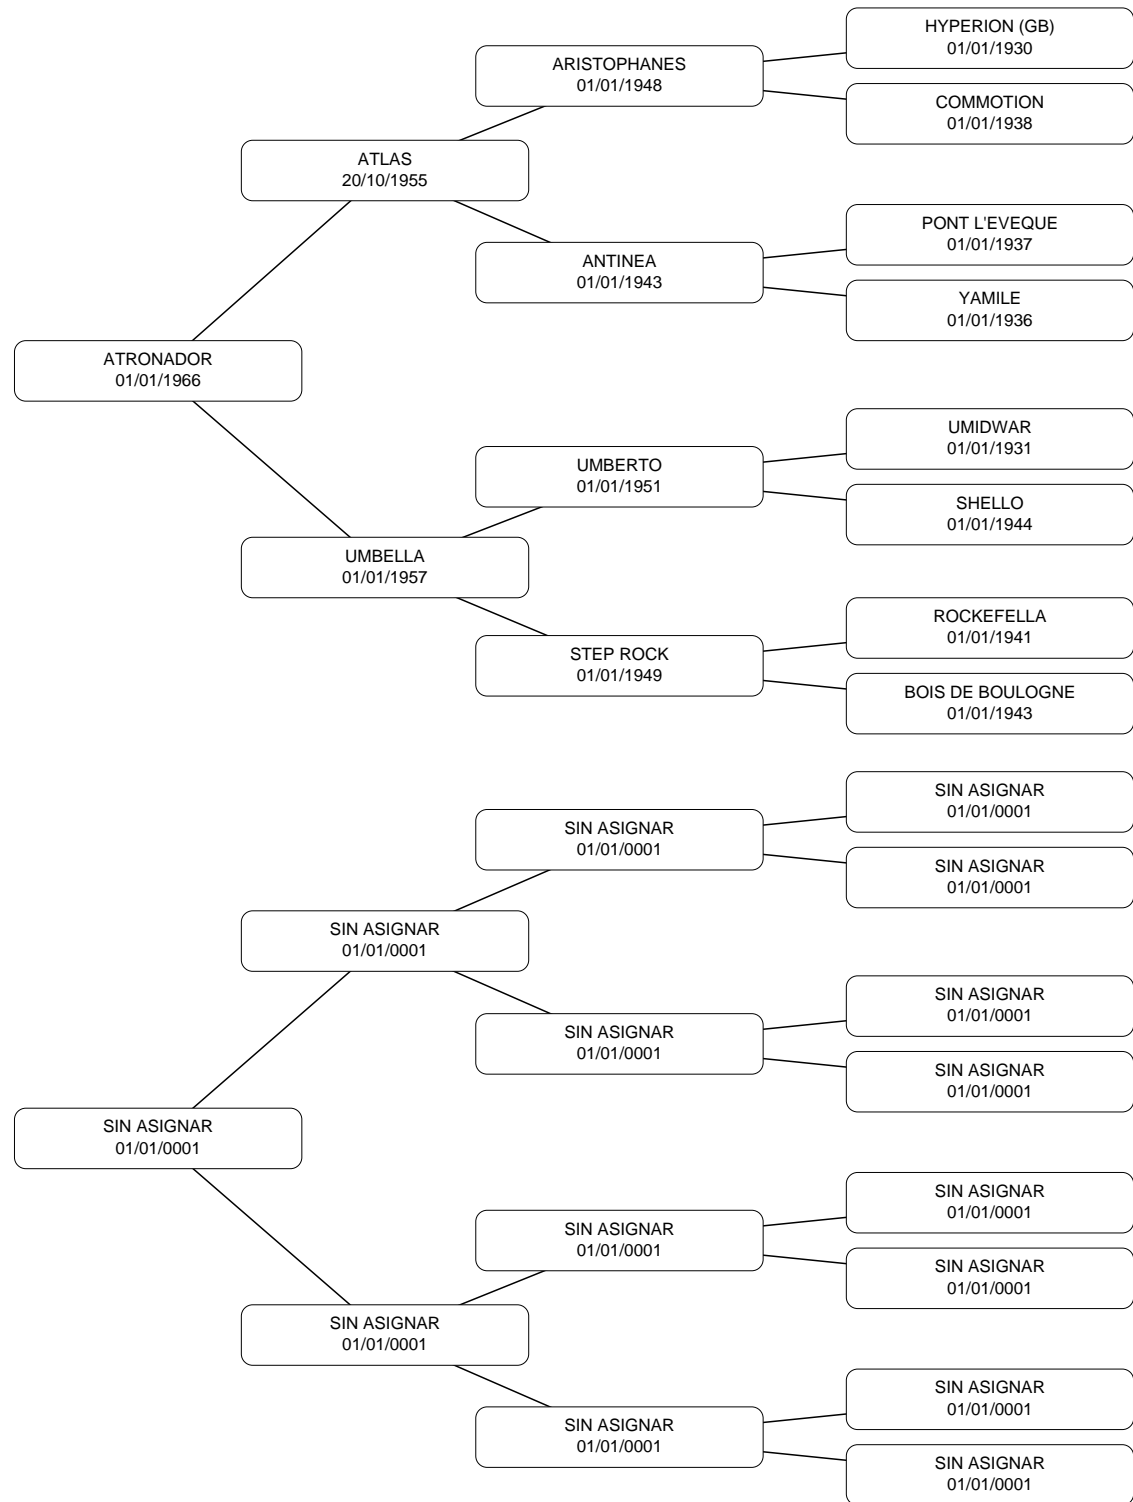 HYPERION (GB)
01/01/1930
ARISTOPHANES
01/01/1948
COMMOTION
01/01/1938
ATLAS
20/10/1955
PONT L'EVEQUE
01/01/1937
ANTINEA
01/01/1943
YAMILE
01/01/1936
ATRONADOR
01/01/1966
UMIDWAR
01/01/1931
UMBERTO
01/01/1951
SHELLO
01/01/1944
UMBELLA
01/01/1957
ROCKEFELLA
01/01/1941
STEP ROCK
01/01/1949
BOIS DE BOULOGNE
01/01/1943
SIN ASIGNAR
01/01/0001
SIN ASIGNAR
01/01/0001
SIN ASIGNAR
01/01/0001
SIN ASIGNAR
01/01/0001
SIN ASIGNAR
01/01/0001
SIN ASIGNAR
01/01/0001
SIN ASIGNAR
01/01/0001
SIN ASIGNAR
01/01/0001
SIN ASIGNAR
01/01/0001
SIN ASIGNAR
01/01/0001
SIN ASIGNAR
01/01/0001
SIN ASIGNAR
01/01/0001
SIN ASIGNAR
01/01/0001
SIN ASIGNAR
01/01/0001
SIN ASIGNAR
01/01/0001